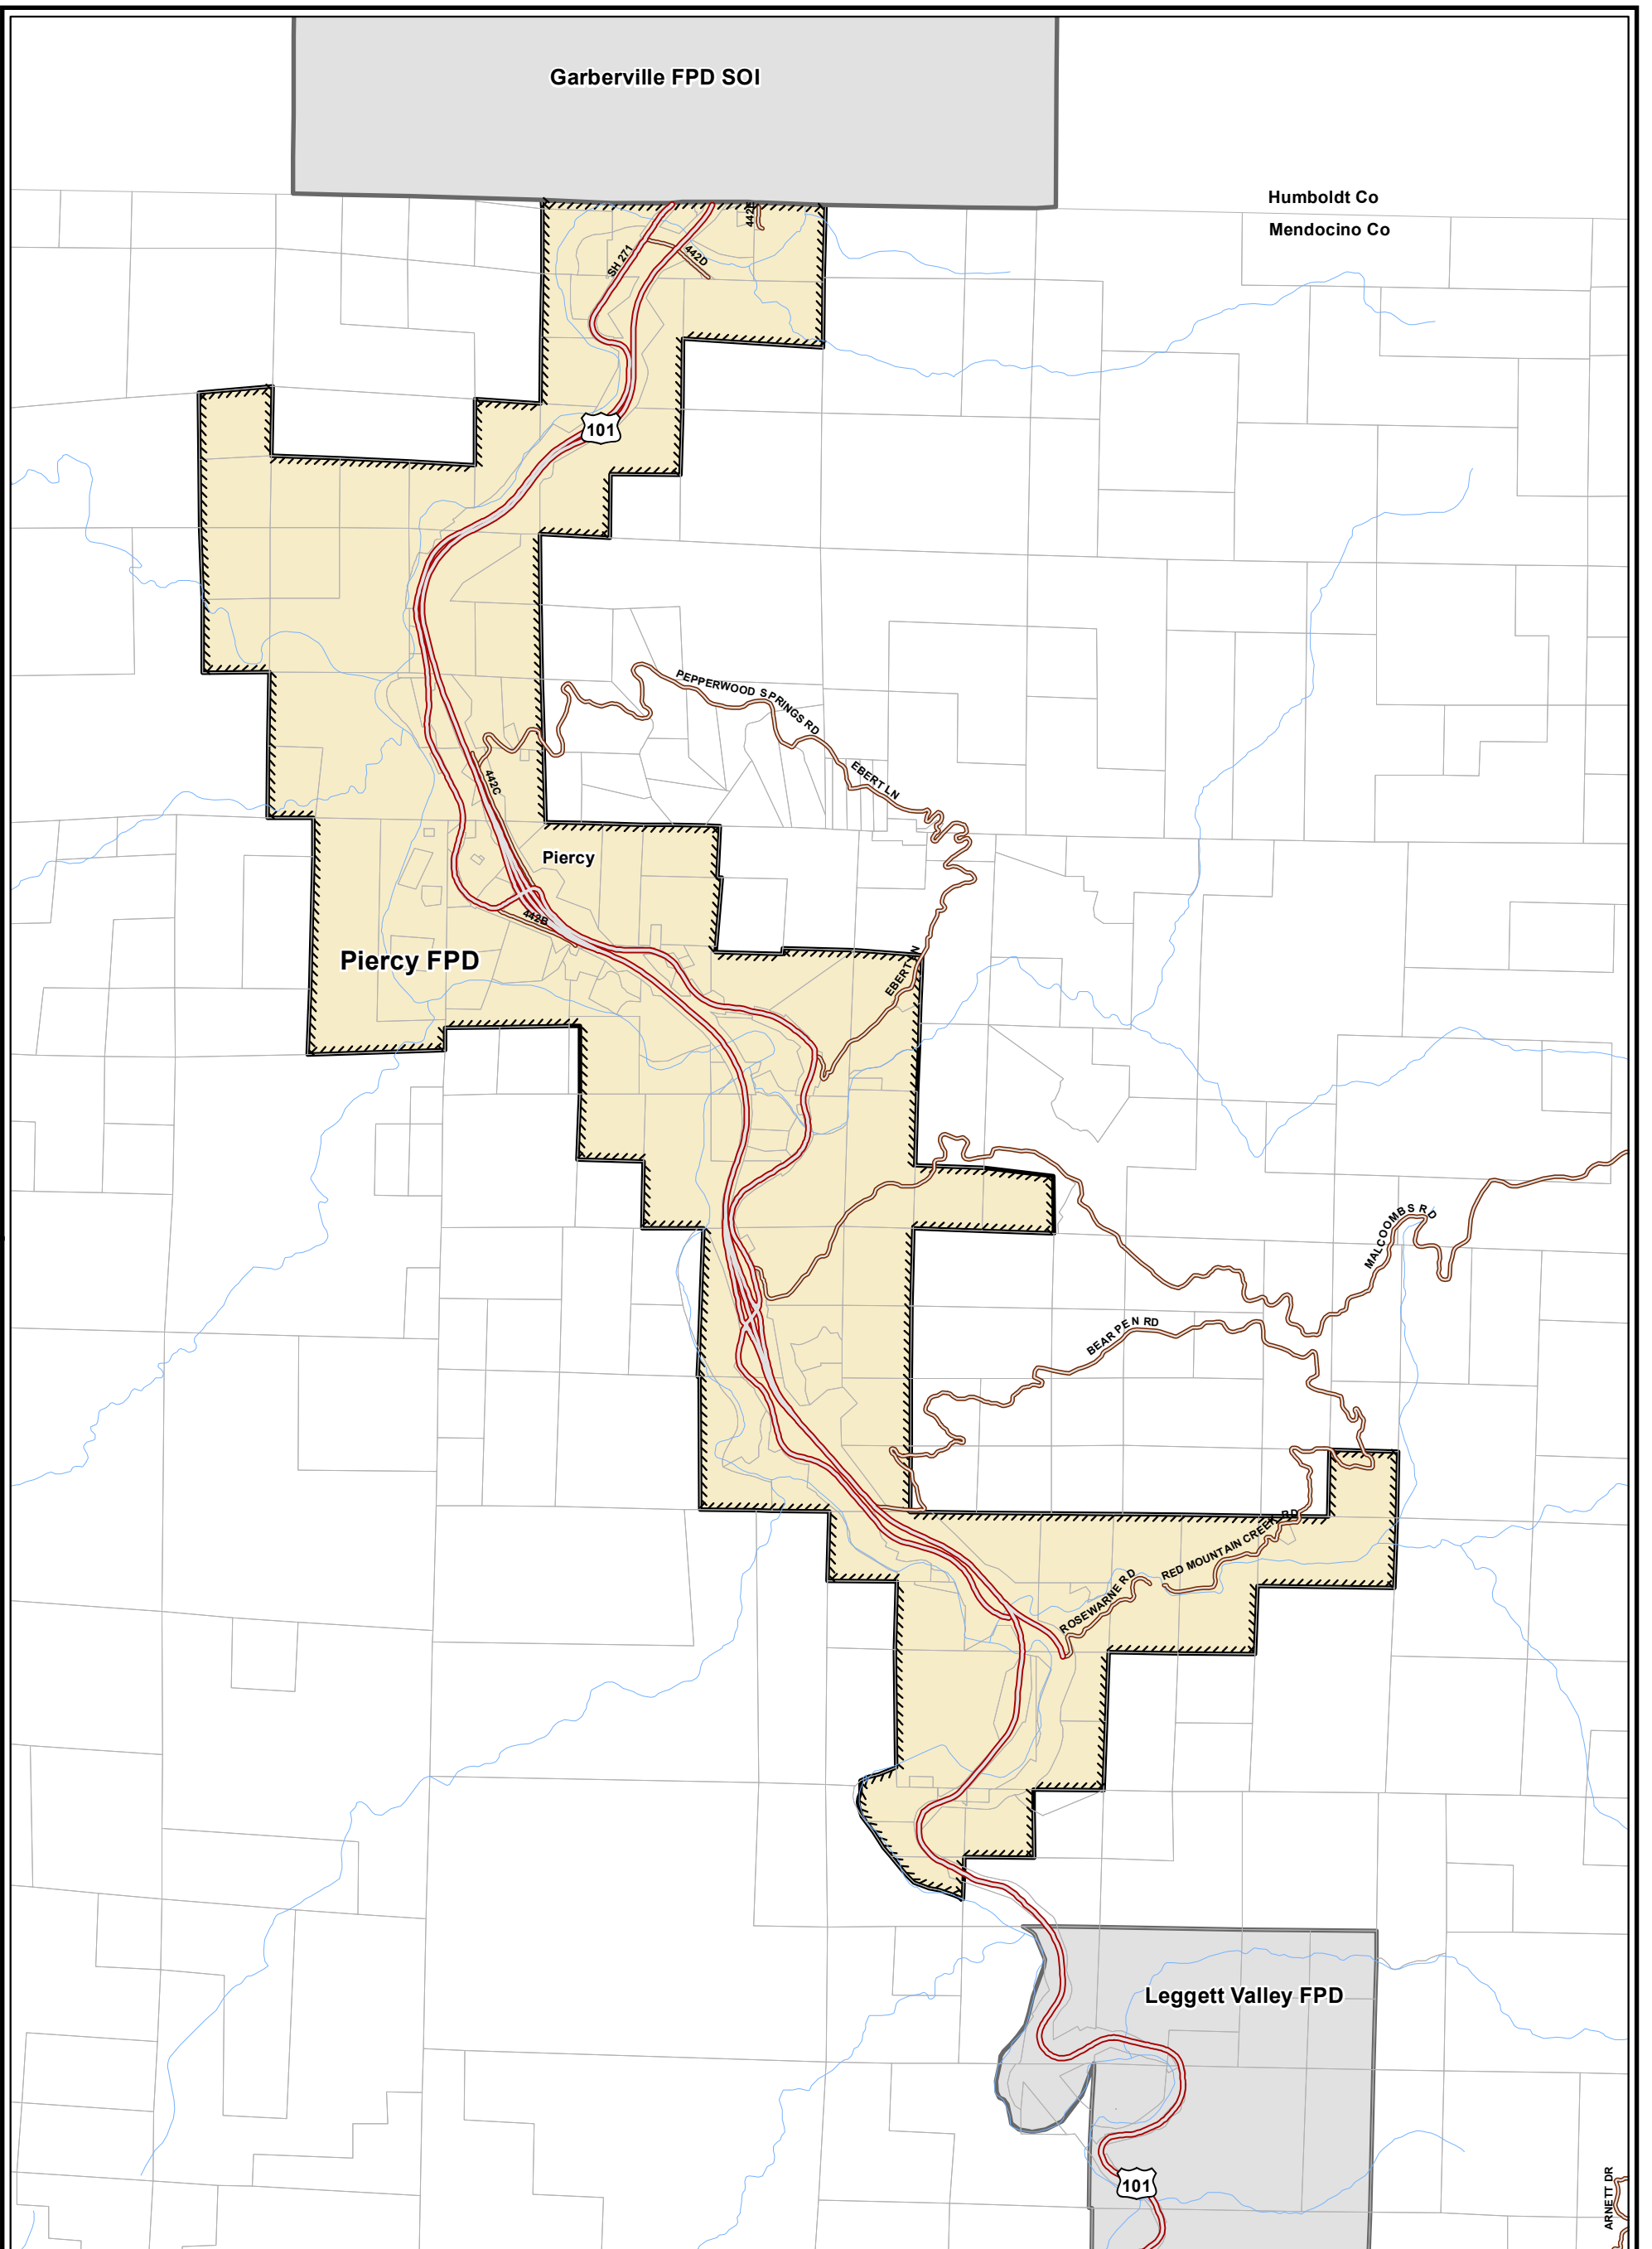 Garberville FPD SOI
Humboldt Co
Mendocino Co
SH 271
442D
101
PEPPERWOOD SPRINGS RD
EBERT LN
442C
Piercy
442B
Piercy FPD
EBERT LN
MALCOOMBS RD
BEAR PEN RD
RED MOUNTAIN CREEK RD
ROSEWARNE RD
Leggett Valley FPD
101
ARNETT DR